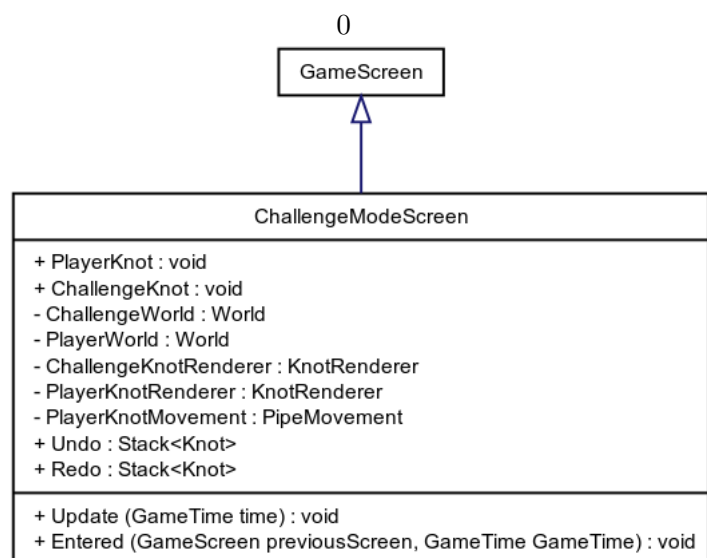 0
GameScreen
ChallengeModeScreen
+ PlayerKnot : void
+ ChallengeKnot : void
- ChallengeWorld : World
- PlayerWorld : World
- ChallengeKnotRenderer : KnotRenderer
- PlayerKnotRenderer : KnotRenderer
- PlayerKnotMovement : PipeMovement
+ Undo : Stack<Knot>
+ Redo : Stack<Knot>
+ Update (GameTime time) : void
+ Entered (GameScreen previousScreen, GameTime GameTime) : void